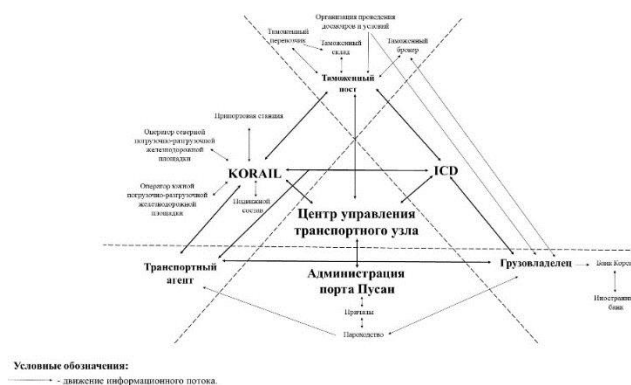 Организация проведения
досмотров и условий
Таможенный
перевозчик
Таможенный
склад
Таможенный
брокер
Таможенный
пост
Припортовая станция
Оператор северной
погрузочно-разгрузочной
железнодорожной
площадки
KORAIL
ICD
Оператор южной
погрузочно-разгрузочной
железнодорожной
площадки
Подвижной
состав
Центр управления
транспортного узла
Транспортный
агент
Администрация
порта Пусан
Грузовладелец
Банк Кореи
Иностранный
банк
Причалы
Пароходство
Условные обозначения:
- движение информационного потока.